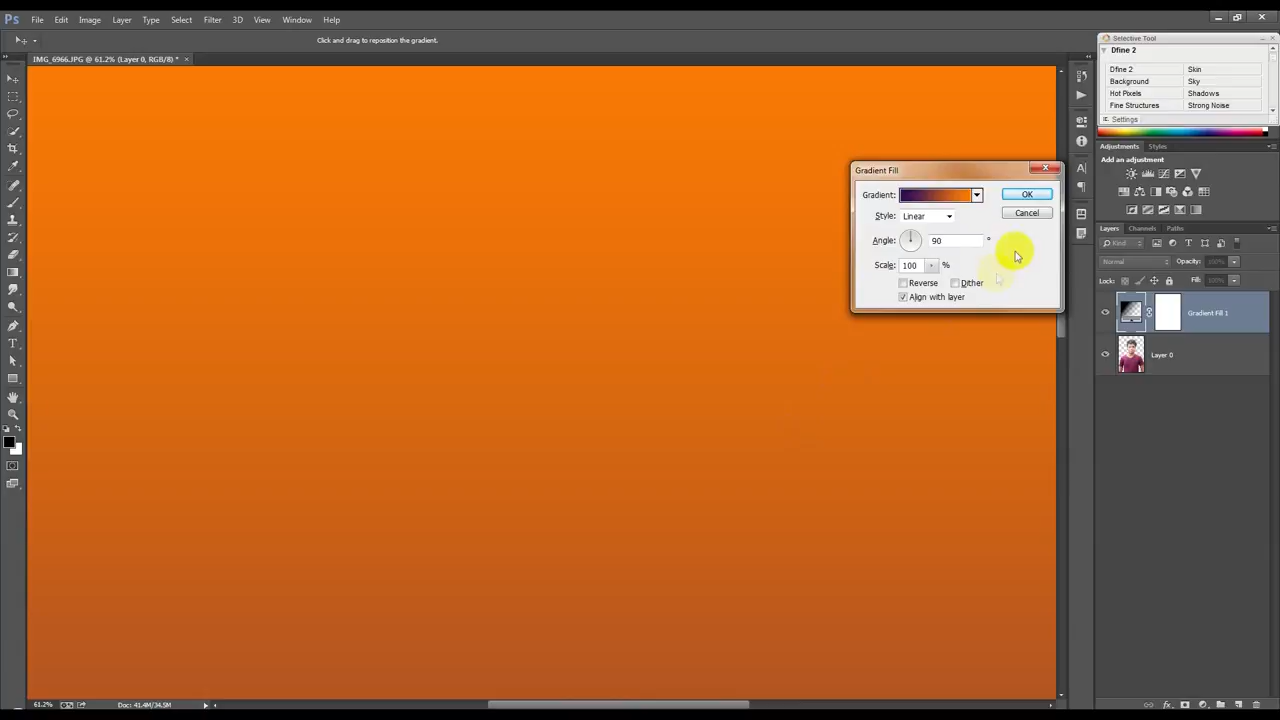 Ps File Edit Image Layer Type Select Filter 3D View Window Help
Click and drag to reposition the gradient.
IMG_6966.JPG @ 61.2% (Layer 0, RGB/8) * ×
Selective Tool
Dfine 2
Dfine 2 Skin
Background Sky
Hot Pixels Shadows
Fine Structures Strong Noise
Settings
Adjustments Styles
Add an adjustment
Gradient Fill
Gradient: OK
Style: Linear Cancel
Angle: 90 °
Scale: 100 %
Reverse Dither
Align with layer
Layers Channels Paths
Kind
Normal Opacity: 100%
Lock: Fill: 100%
Gradient Fill 1
Layer 0
61.2% Doc: 41.4M/34.5M